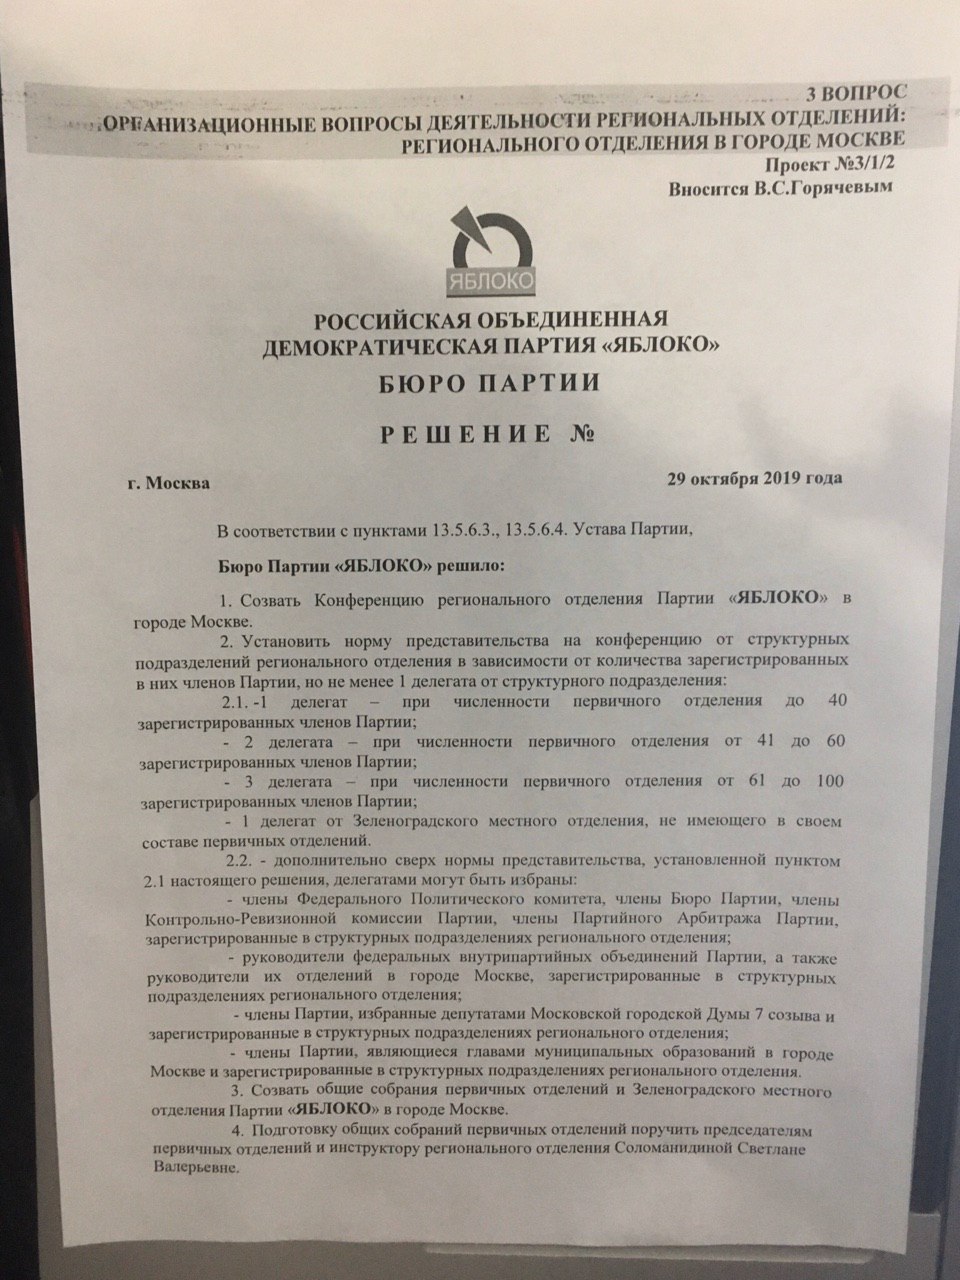 3 ВОПРОС
ОРГАНИЗАЦИОННЫЕ ВОПРОСЫ ДЕЯТЕЛЬНОСТИ РЕГИОНАЛЬНЫХ ОТДЕЛЕНИЙ:
РЕГИОНАЛЬНОГО ОТДЕЛЕНИЯ В ГОРОДЕ МОСКВЕ
Проект №3/1/2
Вносится В.С.Горячевым
ЯБЛОКО
РОССИЙСКАЯ ОБЪЕДИНЕННАЯ
ДЕМОКРАТИЧЕСКАЯ ПАРТИЯ «ЯБЛОКО»
БЮРО ПАРТИИ
РЕШЕНИЕ №
г. Москва 29 октября 2019 года
В соответствии с пунктами 13.5.6.3., 13.5.6.4. Устава Партии,
Бюро Партии «ЯБЛОКО» решило:
1. Созвать Конференцию регионального отделения Партии «ЯБЛОКО» в
городе Москве.
2. Установить норму представительства на конференцию от структурных
подразделений регионального отделения в зависимости от количества зарегистрированных
в них членов Партии, но не менее 1 делегата от структурного подразделения:
2.1. -1 делегат – при численности первичного отделения до 40
зарегистрированных членов Партии;
- 2 делегата – при численности первичного отделения от 41 до 60
зарегистрированных членов Партии;
- 3 делегата – при численности первичного отделения от 61 до 100
зарегистрированных членов Партии;
- 1 делегат от Зеленоградского местного отделения, не имеющего в своем
составе первичных отделений.
2.2. - дополнительно сверх нормы представительства, установленной пунктом
2.1 настоящего решения, делегатами могут быть избраны:
- члены Федерального Политического комитета, члены Бюро Партии, члены
Контрольно-Ревизионной комиссии Партии, члены Партийного Арбитража Партии,
зарегистрированные в структурных подразделениях регионального отделения;
- руководители федеральных внутрипартийных объединений Партии, а также
руководители их отделений в городе Москве, зарегистрированные в структурных
подразделениях регионального отделения;
- члены Партии, избранные депутатами Московской городской Думы 7 созыва и
зарегистрированные в структурных подразделениях регионального отделения;
- члены Партии, являющиеся главами муниципальных образований в городе
Москве и зарегистрированные в структурных подразделениях регионального отделения.
3. Созвать общие собрания первичных отделений и Зеленоградского местного
отделения Партии «ЯБЛОКО» в городе Москве.
4. Подготовку общих собраний первичных отделений поручить председателям
первичных отделений и инструктору регионального отделения Соломанидиной Светлане
Валерьевне.